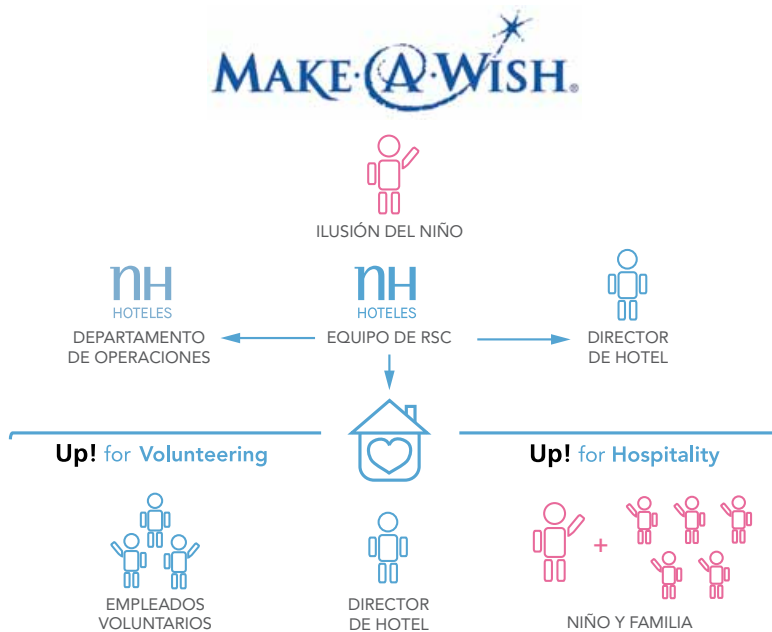 MAKE·A·WISH®
ILUSIÓN DEL NIÑO
nH
HOTELES
DEPARTAMENTO
DE OPERACIONES
nH
HOTELES
EQUIPO DE RSC
DIRECTOR
DE HOTEL
Up! for Volunteering
Up! for Hospitality
EMPLEADOS
VOLUNTARIOS
DIRECTOR
DE HOTEL
+
NIÑO Y FAMILIA